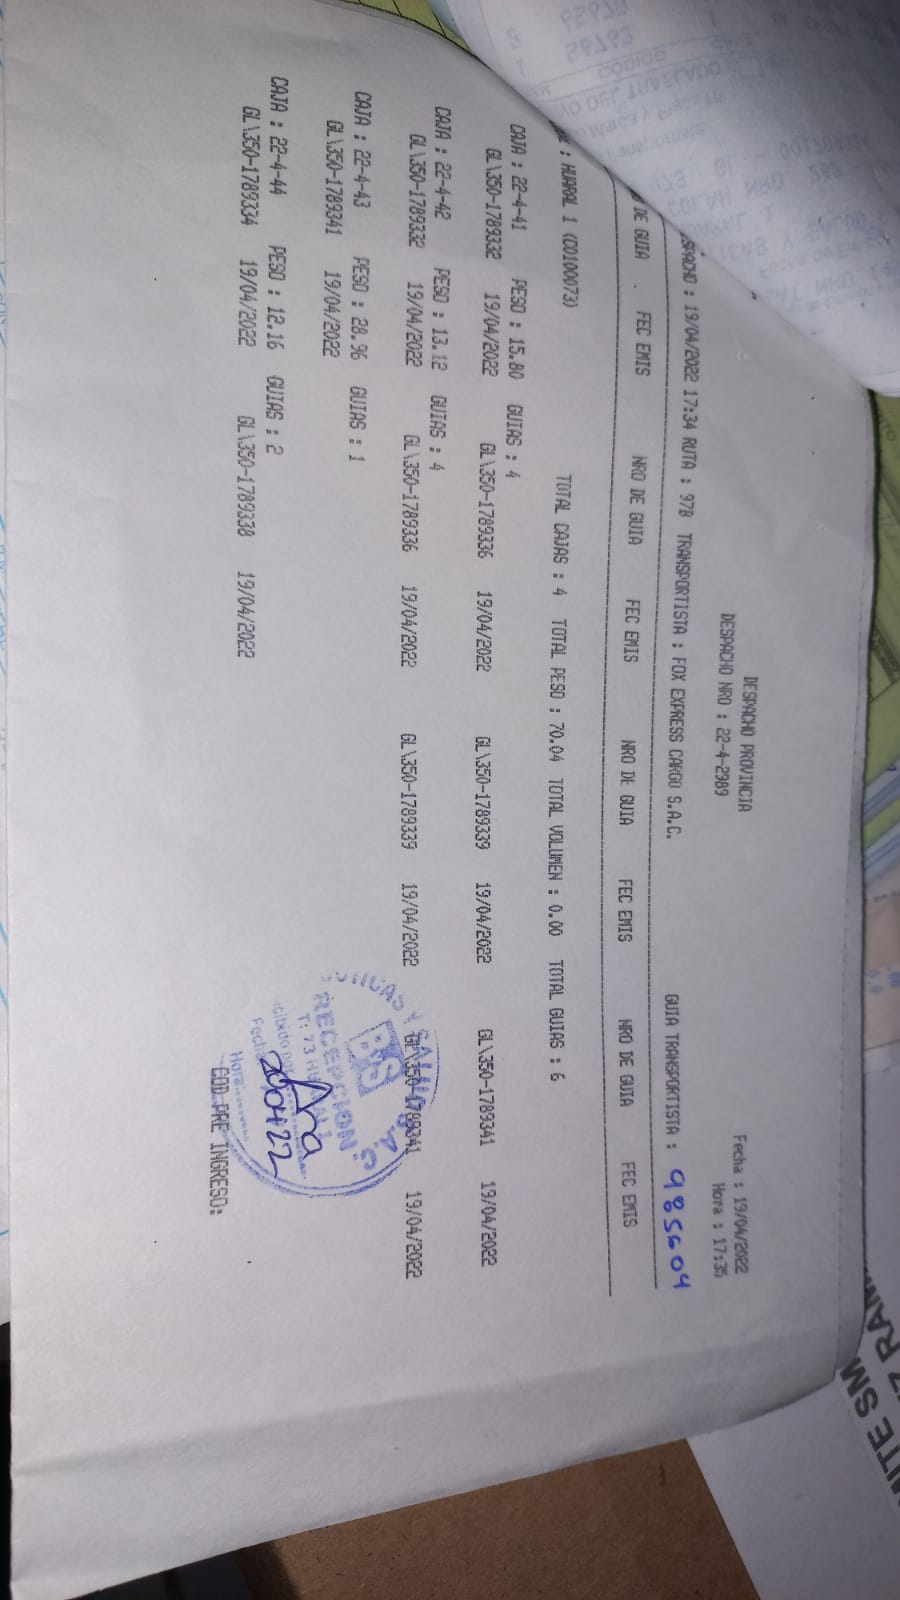 DESPACHO PROVINCIA
Fecha : 19/04/2022
DESPACHO NRO : 22-4-2989
Hora : 17:35
SPACHO : 19/04/2022 17:34 RUTA : 97B TRANSPORTISTA : FOX EXPRESS CARGO S.A.C. GUIA TRANSPORTISTA : 985604
DE GUIA . FEC EMIS NRO DE GUIA FEC EMIS NRO DE GUIA FEC EMIS NRO DE GUIA FEC EMIS
: HUARAL 1 (D0100073) TOTAL CAJAS : 4 TOTAL PESO : 70.04 TOTAL VOLUMEN : 0.00 TOTAL GUIAS : 6
CAJA : 22-4-41 PESO : 15.80 GUIAS : 4
GL\350-1789332 19/04/2022 GL\350-1789336 19/04/2022 GL\350-1789339 19/04/2022 GL\350-1789341 19/04/2022
CAJA : 22-4-42 PESO : 13.12 GUIAS : 4
GL\350-1789332 19/04/2022 GL\350-1789336 19/04/2022 GL\350-1789339 19/04/2022 GL\350-1789341 19/04/2022
CAJA : 22-4-43 PESO : 28.96 GUIAS : 1
GL\350-1789341 19/04/2022
CAJA : 22-4-44 PESO : 12.16 GUIAS : 2
GL\350-1789334 19/04/2022 GL\350-1789338 19/04/2022
COD.PRE INGRESO:
BS
RECEPCION
Ana
Fecha
200422
Hora